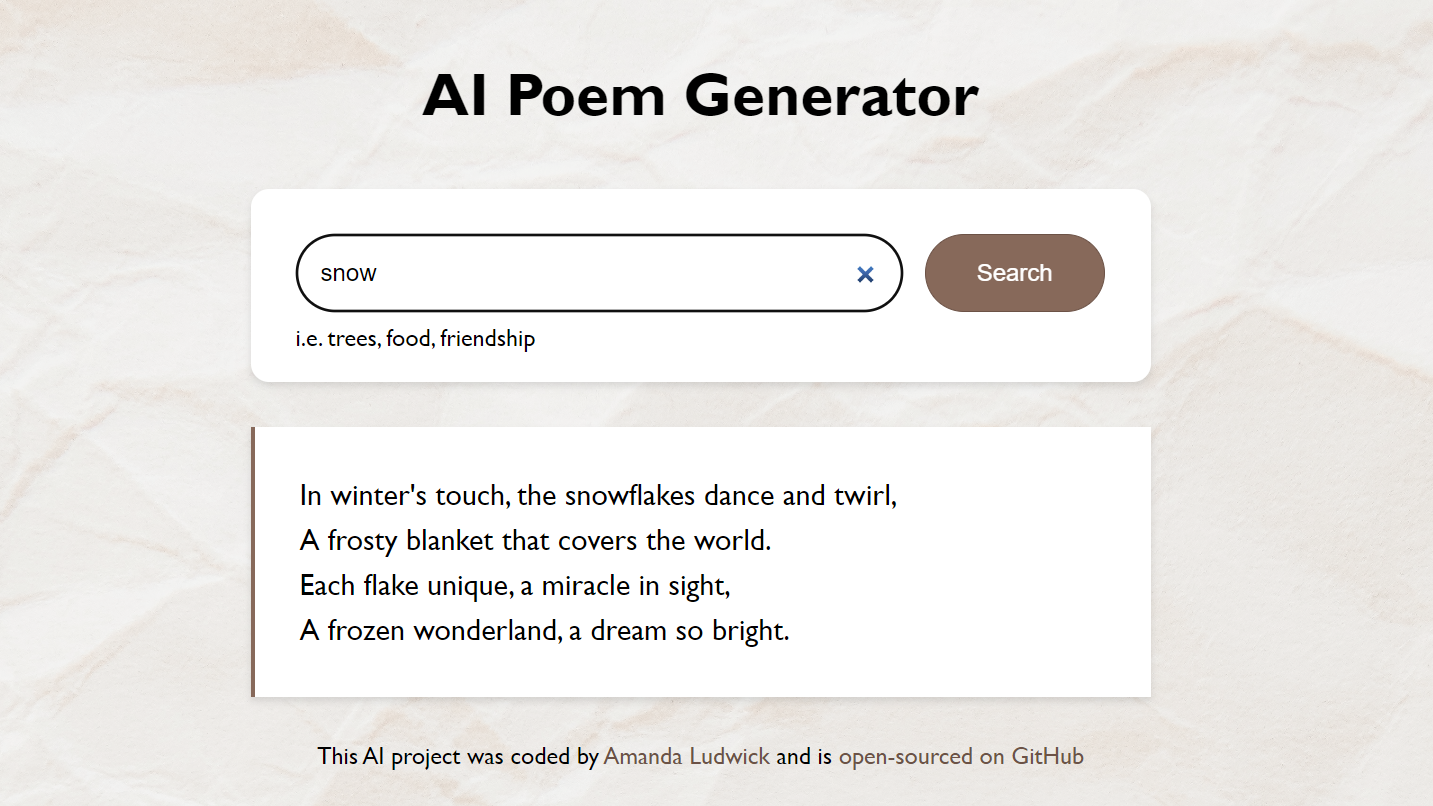 AI Poem Generator
snow
Search
i.e. trees, food, friendship
In winter's touch, the snowflakes dance and twirl,
A frosty blanket that covers the world.
Each flake unique, a miracle in sight,
A frozen wonderland, a dream so bright.
This AI project was coded by Amanda Ludwick and is open-sourced on GitHub